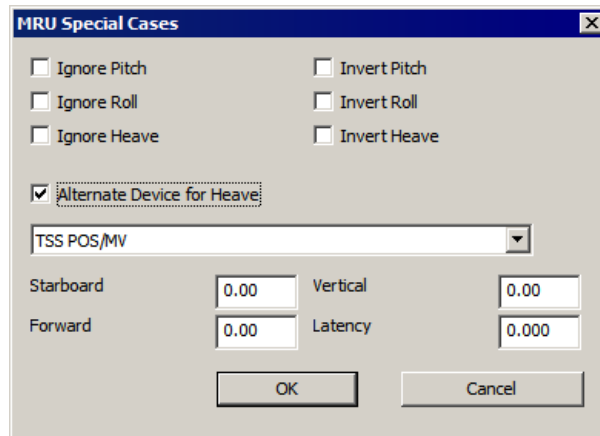 MRU Special Cases
Ignore Pitch Invert Pitch
Ignore Roll Invert Roll
Ignore Heave Invert Heave
Alternate Device for Heave
TSS POS/MV
Starboard 0.00 Vertical 0.00
Forward 0.00 Latency 0.000
OK Cancel